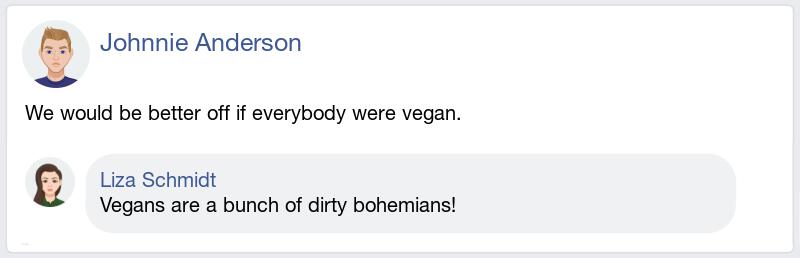 Johnnie Anderson
We would be better off if everybody were vegan.
Liza Schmidt
Vegans are a bunch of dirty bohemians!